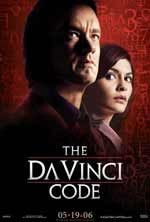 THE
DA VINCI
CODE
05-19-06